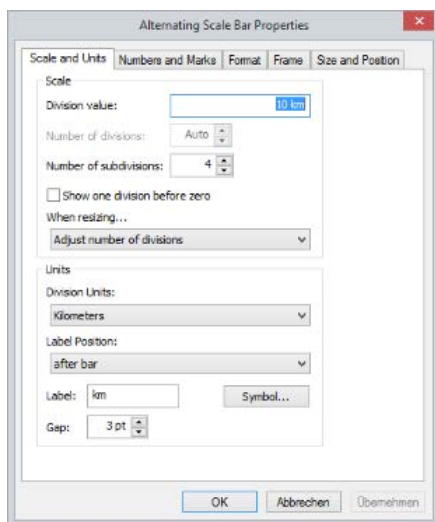 Alternating Scale Bar Properties
Scale and Units Numbers and Marks Format Frame Size and Position
Scale
Division value: 10 km
Number of divisions: Auto
Number of subdivisions: 4
Show one division before zero
When resizing...
Adjust number of divisions
Units
Division Units:
Kilometers
Label Position:
after bar
Label: km Symbol...
Gap: 3 pt
OK Abbrechen Übernehmen